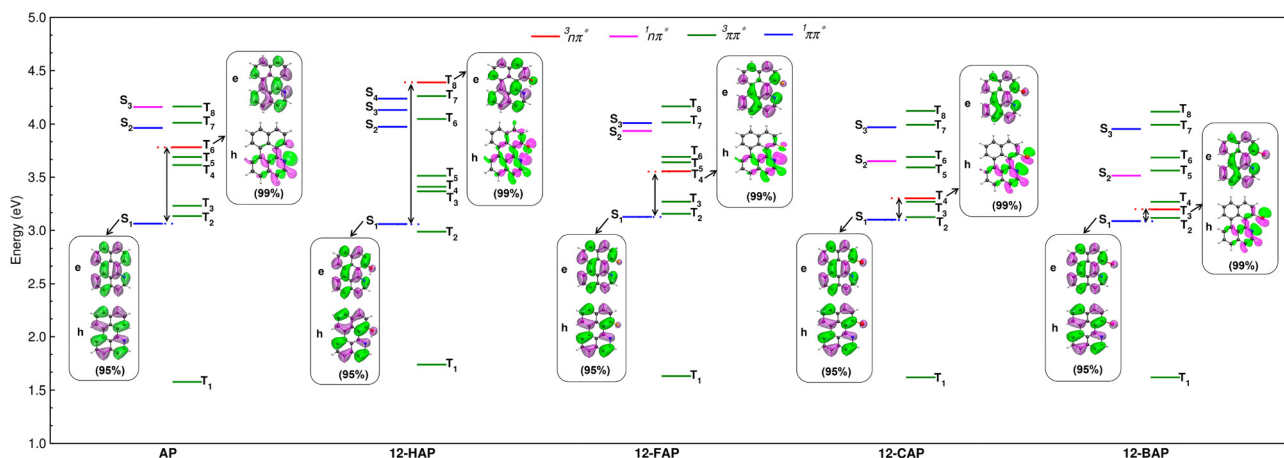 5.0
4.5
4.0
3.5
3.0
2.5
2.0
1.5
1.0
Energy (eV)
³nπ* ¹nπ* ³ππ* ¹ππ*
S₃
S₂
S₁
T₈
T₇
T₆
T₅
T₄
T₃
T₂
T₁
e
h
(99%)
e
h
(95%)
AP
S₄
S₃
S₂
S₁
T₈
T₇
T₆
T₅
T₃
T₂
T₁
e
h
(99%)
e
h
(95%)
12-HAP
S₃
S₂
S₁
T₈
T₇
T₆
T₅
T₄
T₃
T₂
T₁
e
h
(99%)
e
h
(95%)
12-FAP
S₃
S₂
S₁
T₈
T₇
T₆
T₅
T₄
T₂
T₁
e
h
(99%)
e
h
(95%)
12-CAP
S₃
S₂
S₁
T₈
T₇
T₆
T₅
T₄
T₃
T₂
T₁
e
h
(99%)
e
h
(95%)
12-BAP